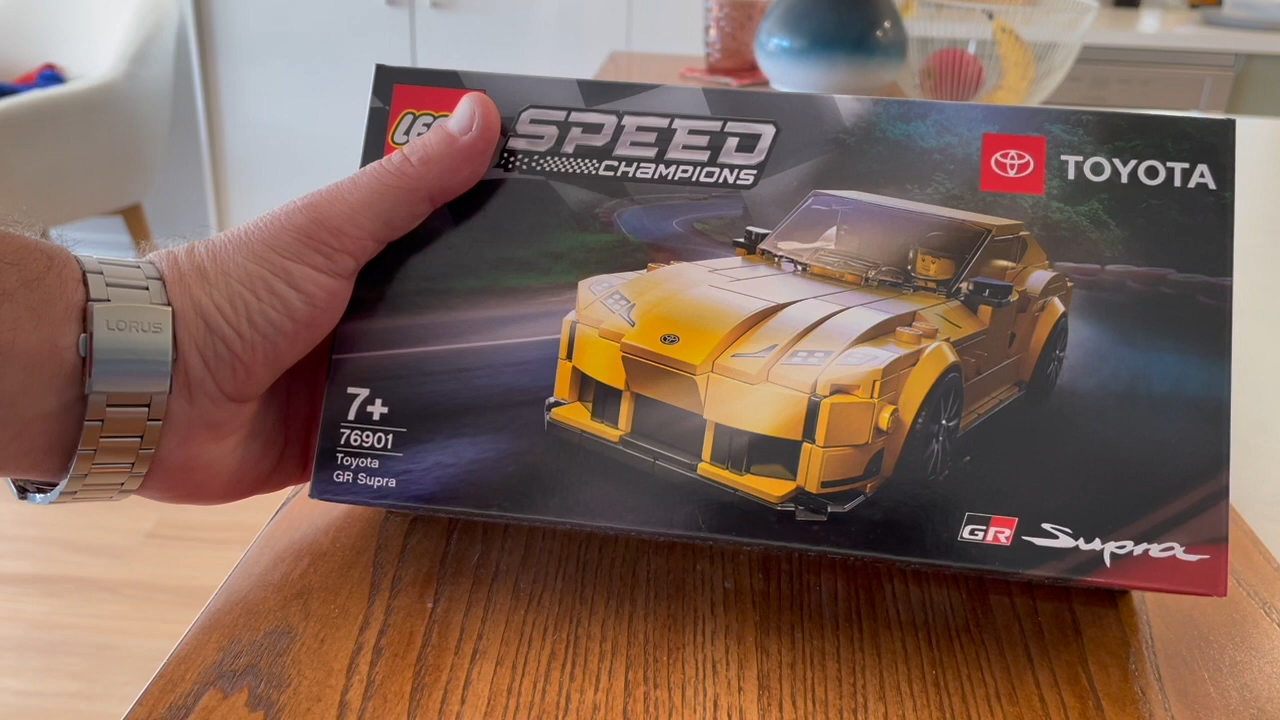 SPEED
CHAMPIONS
TOYOTA
LORUS
7+
76901
Toyota
GR Supra
GR Supra